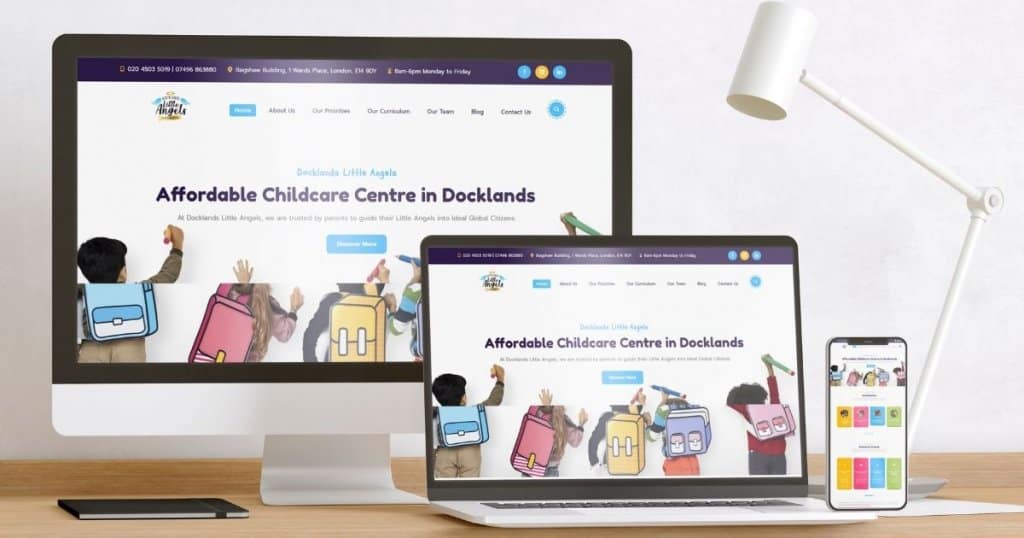 020 4503 5019 | 07496 863880 Bagshaw Building, 1 Wards Place, London, E14 9DY 8am-6pm Monday to Friday
Little Angels
Home About Us Our Priorities Our Curriculum Our Team Blog Contact Us
Docklands Little Angels
Affordable Childcare Centre in Docklands
At Docklands Little Angels, we are trusted by parents to guide their Little Angels into Ideal Global Citizens.
Discover More
020 4503 5019 | 07496 863880 Bagshaw Building, 1 Wards Place, London, E14 9DY 8am-6pm Monday to Friday
Little Angels
Home About Us Our Priorities Our Curriculum Our Team Blog Contact Us
Docklands Little Angels
Affordable Childcare Centre in Docklands
At Docklands Little Angels, we are trusted by parents to guide their Little Angels into Ideal Global Citizens.
Discover More
Affordable Childcare Centre in Docklands